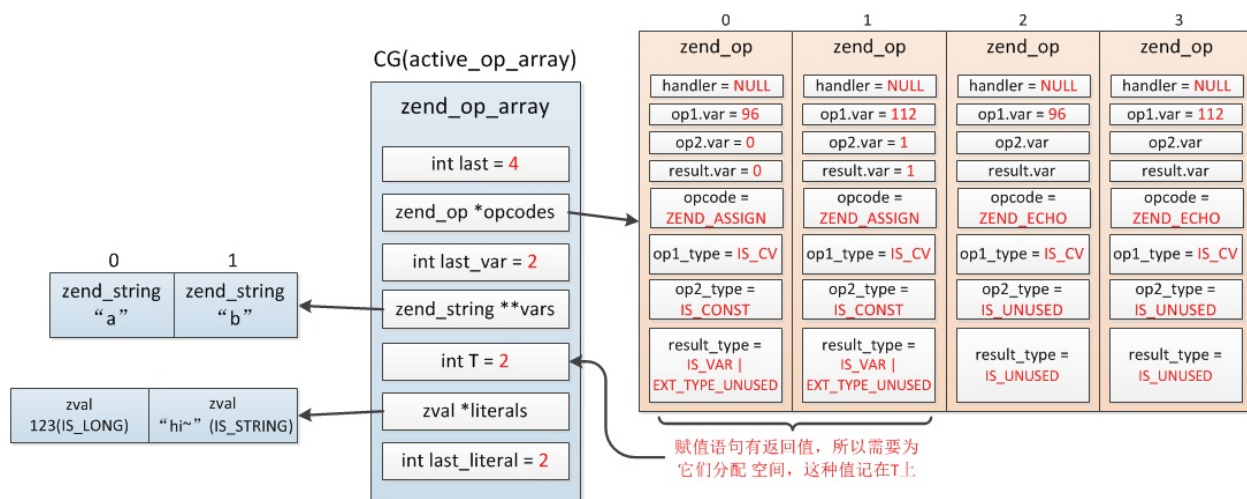 CG(active_op_array)
zend_op_array
int last = 4
zend_op *opcodes
int last_var = 2
zend_string **vars
int T = 2
zval *literals
int last_literal = 2
0
1
zend_string
“a”
zend_string
“b”
zval
123(IS_LONG)
zval
“hi~” (IS_STRING)
0
zend_op
handler = NULL
op1.var = 96
op2.var = 0
result.var = 0
opcode =
ZEND_ASSIGN
op1_type = IS_CV
op2_type =
IS_CONST
result_type =
IS_VAR |
EXT_TYPE_UNUSED
1
zend_op
handler = NULL
op1.var = 112
op2.var = 1
result.var = 1
opcode =
ZEND_ASSIGN
op1_type = IS_CV
op2_type =
IS_CONST
result_type =
IS_VAR |
EXT_TYPE_UNUSED
2
zend_op
handler = NULL
op1.var = 96
op2.var
result.var
opcode =
ZEND_ECHO
op1_type = IS_CV
op2_type =
IS_UNUSED
result_type =
IS_UNUSED
3
zend_op
handler = NULL
op1.var = 112
op2.var
result.var
opcode =
ZEND_ECHO
op1_type = IS_CV
op2_type =
IS_UNUSED
result_type =
IS_UNUSED
赋值语句有返回值，所以需要为
它们分配 空间，这种值记在T上